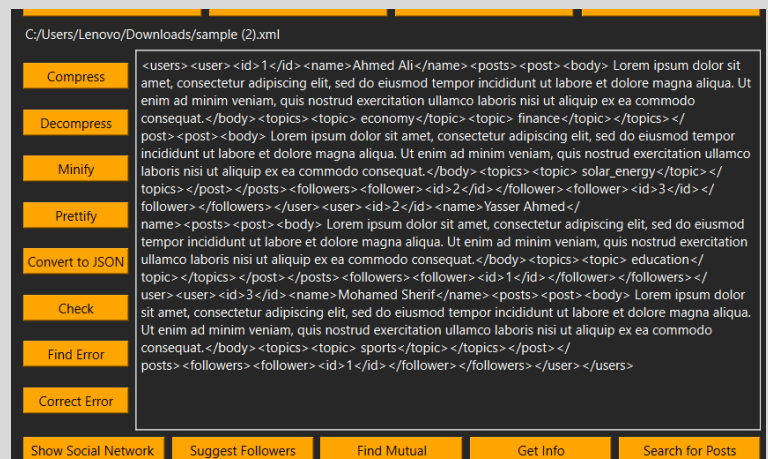 C:/Users/Lenovo/Downloads/sample (2).xml
Compress
Decompress
Minify
Prettify
Convert to JSON
Check
Find Error
Correct Error
<users><user><id>1</id><name>Ahmed Ali</name><posts><post><body> Lorem ipsum dolor sit
amet, consectetur adipiscing elit, sed do eiusmod tempor incididunt ut labore et dolore magna aliqua. Ut
enim ad minim veniam, quis nostrud exercitation ullamco laboris nisi ut aliquip ex ea commodo
consequat.</body><topics><topic> economy</topic><topic> finance</topic></topics></
post><post><body> Lorem ipsum dolor sit amet, consectetur adipiscing elit, sed do eiusmod tempor
incididunt ut labore et dolore magna aliqua. Ut enim ad minim veniam, quis nostrud exercitation ullamco
laboris nisi ut aliquip ex ea commodo consequat.</body><topics><topic> solar_energy</topic></
topics></post></posts><followers><follower><id>2</id></follower><follower><id>3</id></
follower></followers></user><user><id>2</id><name>Yasser Ahmed</
name><posts><post><body> Lorem ipsum dolor sit amet, consectetur adipiscing elit, sed do eiusmod
tempor incididunt ut labore et dolore magna aliqua. Ut enim ad minim veniam, quis nostrud exercitation
ullamco laboris nisi ut aliquip ex ea commodo consequat.</body><topics><topic> education</
topic></topics></post></posts><followers><follower><id>1</id></follower></followers></
user><user><id>3</id><name>Mohamed Sherif</name><posts><post><body> Lorem ipsum dolor
sit amet, consectetur adipiscing elit, sed do eiusmod tempor incididunt ut labore et dolore magna aliqua.
Ut enim ad minim veniam, quis nostrud exercitation ullamco laboris nisi ut aliquip ex ea commodo
consequat.</body><topics><topic> sports</topic></topics></post></
posts><followers><follower><id>1</id></follower></followers></user></users>
Show Social Network
Suggest Followers
Find Mutual
Get Info
Search for Posts